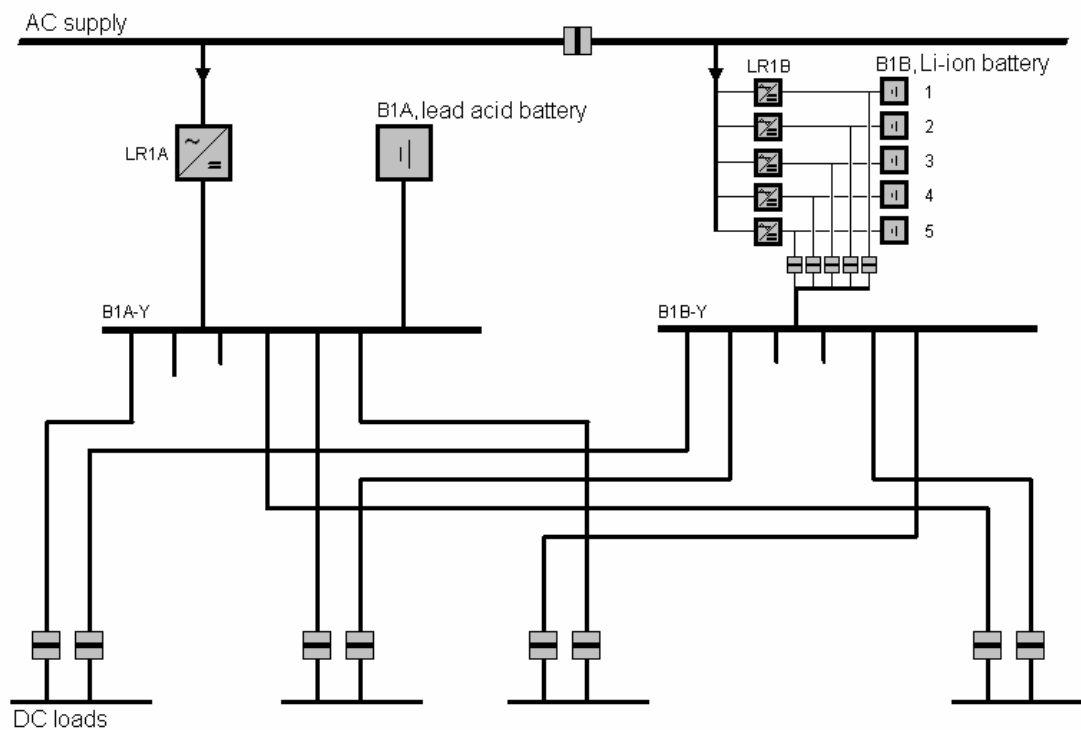 AC supply
LR1B
B1B, Li-ion battery
1
B1A, lead acid battery
2
LR1A
3
4
5
B1A-Y
B1B-Y
DC loads